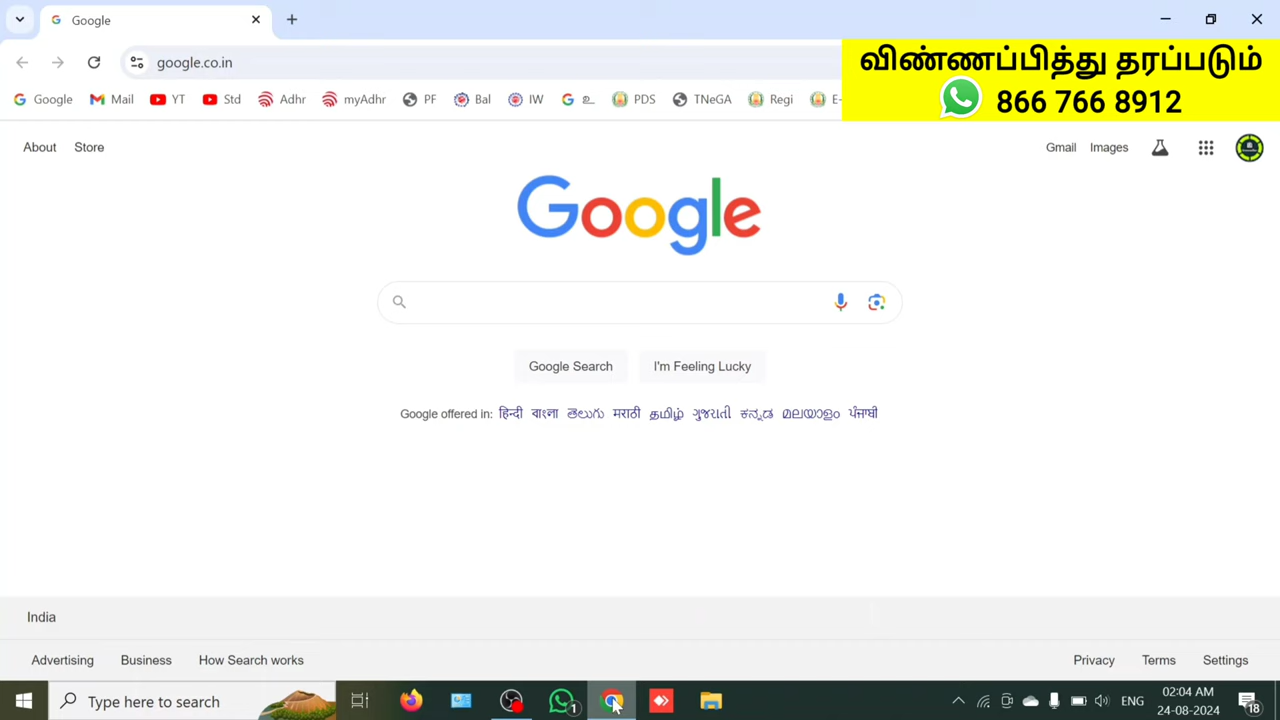 Google
google.co.in
விண்ணப்பித்து தரப்படும்
866 766 8912
Google Mail YT Std Adhr myAdhr PF Bal IW உ PDS TNeGA Regi E-
About Store
Gmail Images
Google
Google Search I'm Feeling Lucky
Google offered in: हिन्दी বাংলা తెలుగు मराठी தமிழ் ગુજરાતી ಕನ್ನಡ മലയാളം ਪੰਜਾਬੀ
India
Advertising Business How Search works
Privacy Terms Settings
Type here to search
1
ENG
02:04 AM
24-08-2024
18